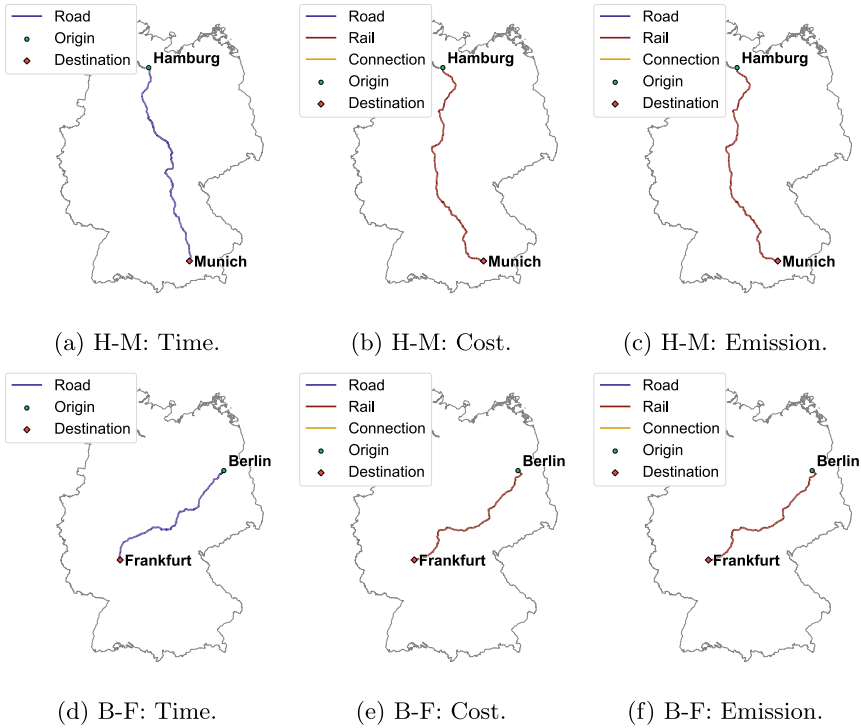 Road
Origin
Destination
Hamburg
Munich
(a) H-M: Time.
Road
Rail
Connection
Origin
Destination
Hamburg
Munich
(b) H-M: Cost.
Road
Rail
Connection
Origin
Destination
Hamburg
Munich
(c) H-M: Emission.
Road
Origin
Destination
Berlin
Frankfurt
(d) B-F: Time.
Road
Rail
Connection
Origin
Destination
Berlin
Frankfurt
(e) B-F: Cost.
Road
Rail
Connection
Origin
Destination
Berlin
Frankfurt
(f) B-F: Emission.